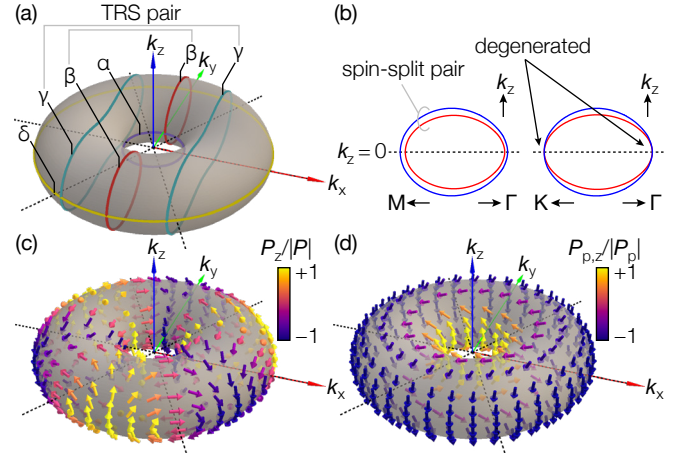 (a)
TRS pair
k_z
β
k_y
γ
α
β
γ
δ
k_x
(b)
degenerated
spin-split pair
k_z
k_z
k_z = 0
M
Γ
K
Γ
(c)
k_z
P_z/|P|
k_y
+1
−1
k_x
(d)
k_z
P_p,z/|P_p|
k_y
+1
−1
k_x